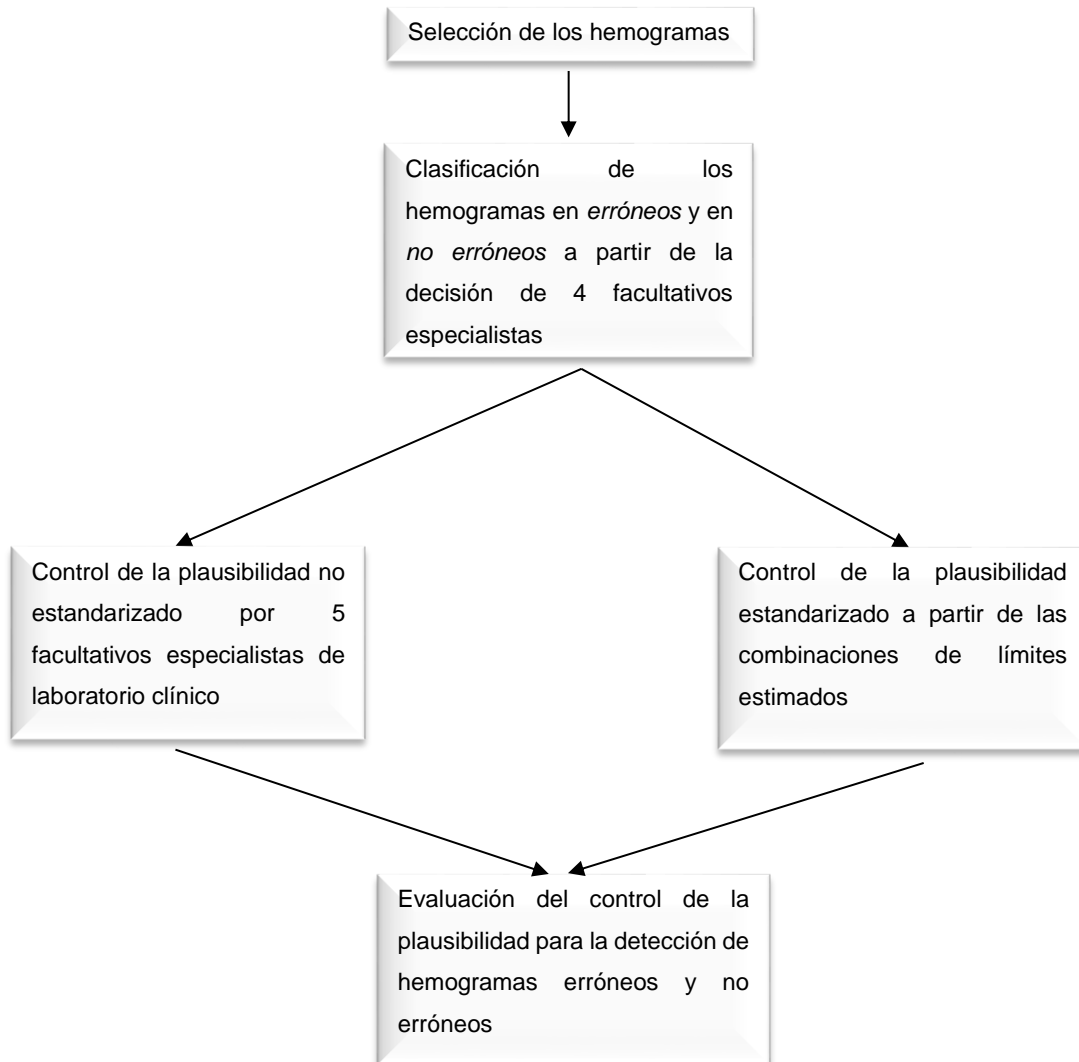 Selección de los hemogramas
Clasificación de los
hemogramas en erróneos y en
no erróneos a partir de la
decisión de 4 facultativos
especialistas
Control de la plausibilidad no
estandarizado por 5
facultativos especialistas de
laboratorio clínico
Control de la plausibilidad
estandarizado a partir de las
combinaciones de límites
estimados
Evaluación del control de la
plausibilidad para la detección de
hemogramas erróneos y no
erróneos